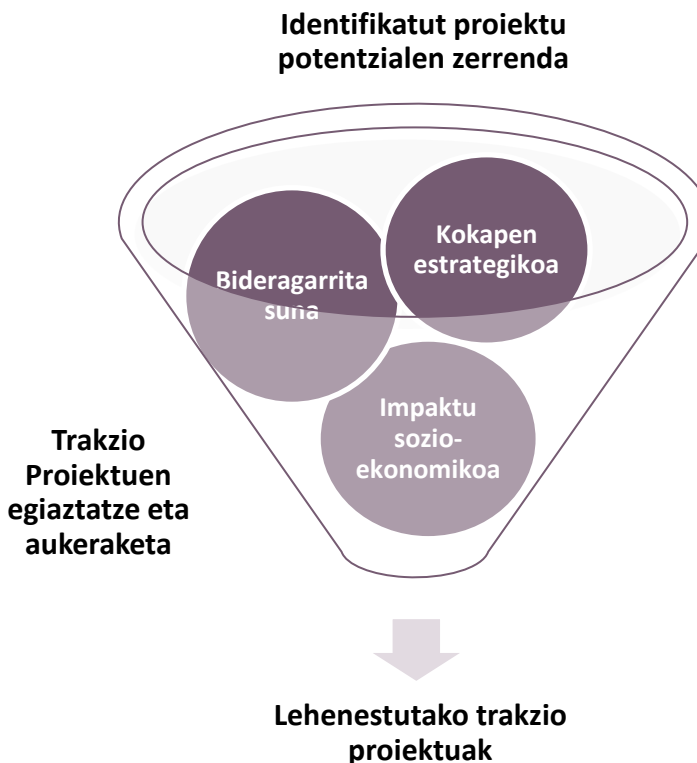 Identifikatut proiektu
potentzialen zerrenda
Kokapen
estrategikoa
Bideragarrita
suna
Impaktu
sozio-
ekonomikoa
Trakzio
Proiektuen
egiaztatze eta
aukeraketa
Lehenestutako trakzio
proiektuak